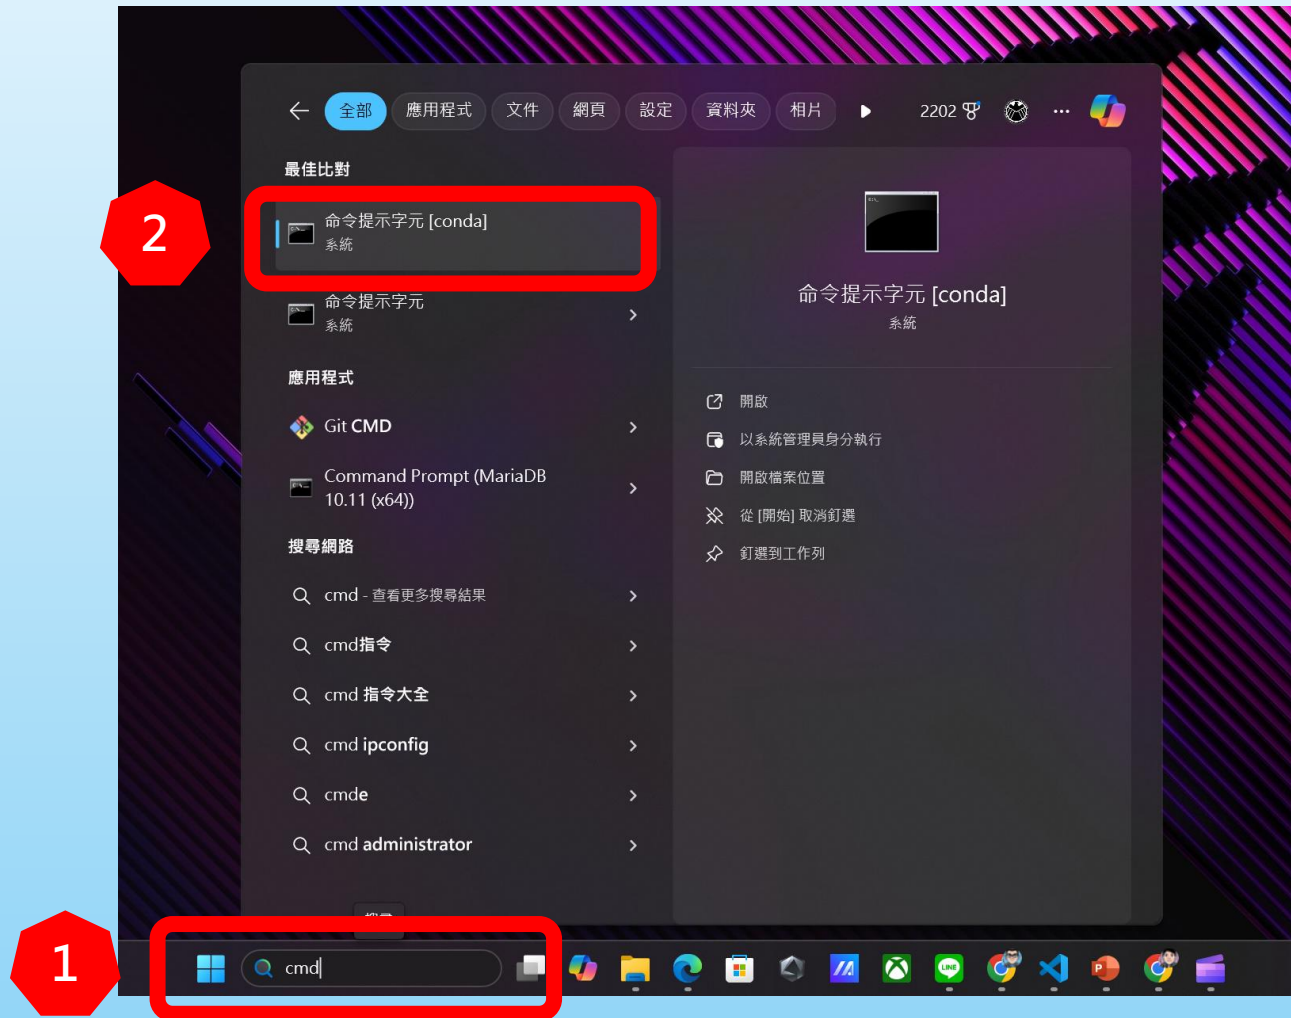 全部 應用程式 文件 網頁 設定 資料夾 相片 2202
最佳比對
2
命令提示字元 [conda]
系統
命令提示字元
系統
應用程式
Git CMD
Command Prompt (MariaDB
10.11 (x64))
搜尋網路
cmd - 查看更多搜尋結果
cmd指令
cmd 指令大全
cmd ipconfig
cmde
cmd administrator
命令提示字元 [conda]
系統
開啟
以系統管理員身分執行
開啟檔案位置
從 [開始] 取消釘選
釘選到工作列
1
cmd
LINE
P